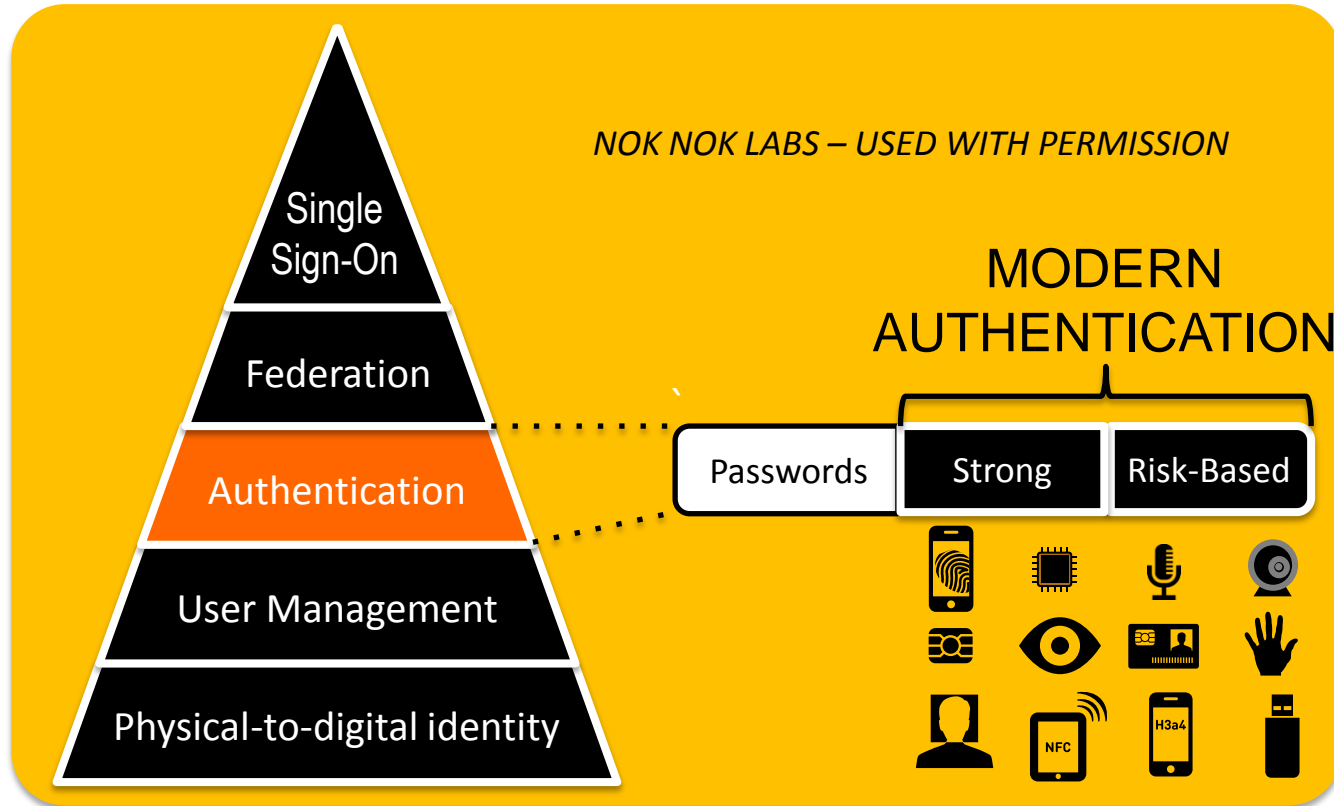 NOK NOK LABS – USED WITH PERMISSION
Single
Sign-On
Federation
Authentication
User Management
Physical-to-digital identity
MODERN
AUTHENTICATION
`
Passwords
Strong
Risk-Based
NFC
H3a4